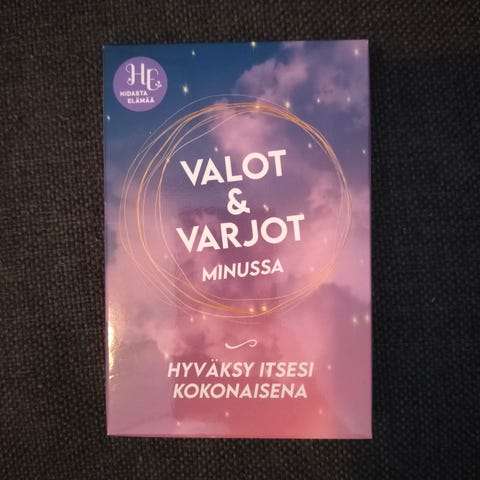 HE
HIDASTA
ELÄMÄÄ
VALOT
&
VARJOT
MINUSSA
HYVÄKSY ITSESI
KOKONAISENA